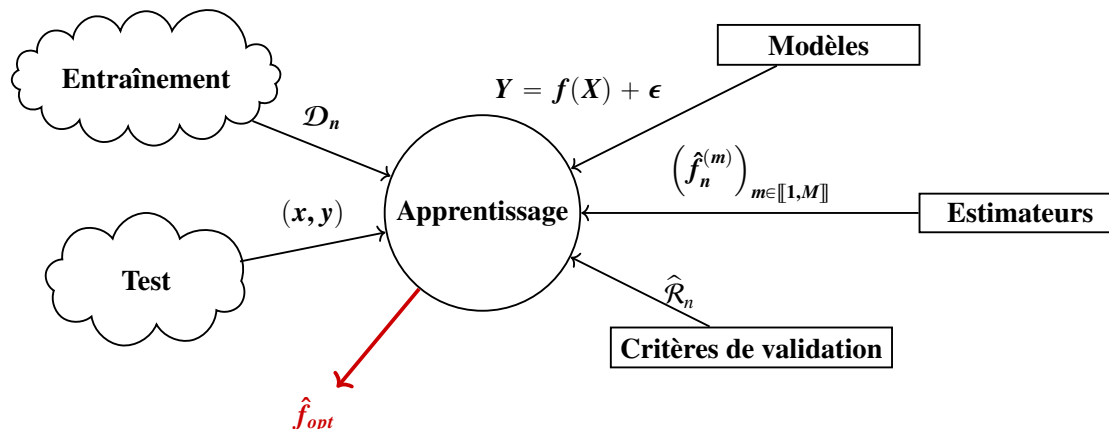 Modèles
Entraînement
Y = f(X) + ϵ
𝒟ₙ
(f̂ₙ⁽ᵐ⁾)ₘ∈⟦1,M⟧
(x, y)
Apprentissage
Estimateurs
Test
ℛ̂ₙ
Critères de validation
f̂ₒₚₜ